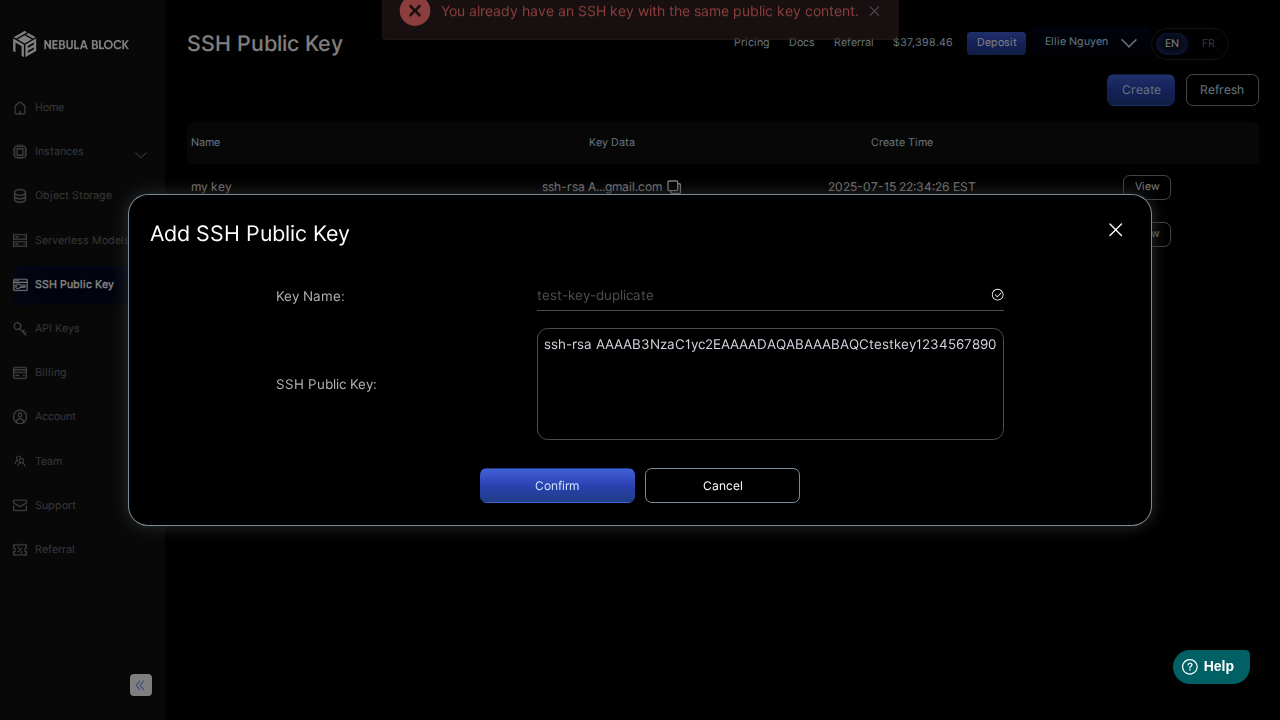 You already have an SSH key with the same public key content.
NEBULA BLOCK
SSH Public Key
Pricing
Docs
Referral
$37,398.46
Deposit
Ellie Nguyen
EN
FR
Create
Refresh
Home
Instances
Object Storage
Serverless Models
SSH Public Key
API Keys
Billing
Account
Team
Support
Referral
Name
Key Data
Create Time
my key
ssh-rsa A...gmail.com
2025-07-15 22:34:26 EST
View
Add SSH Public Key
Key Name:
test-key-duplicate
SSH Public Key:
ssh-rsa AAAAB3NzaC1yc2EAAAADAQABAAABAQCtestkey1234567890
Confirm
Cancel
Help